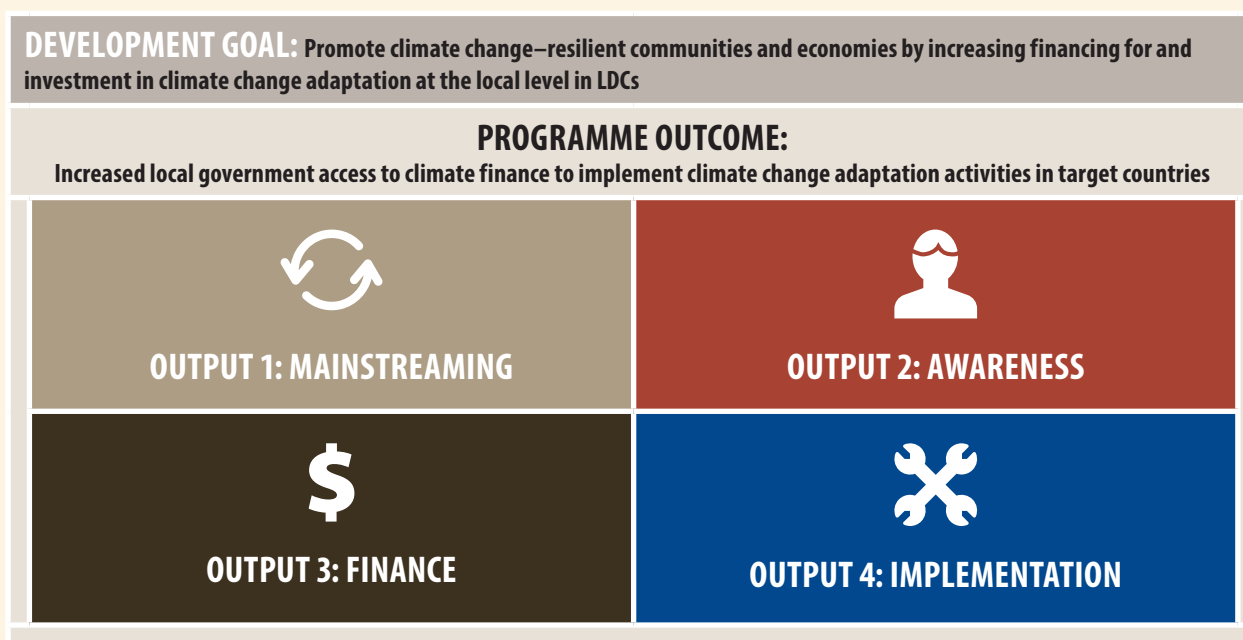 DEVELOPMENT GOAL: Promote climate change–resilient communities and economies by increasing financing for and
investment in climate change adaptation at the local level in LDCs
PROGRAMME OUTCOME:
Increased local government access to climate finance to implement climate change adaptation activities in target countries
OUTPUT 1: MAINSTREAMING
OUTPUT 2: AWARENESS
$
OUTPUT 3: FINANCE
OUTPUT 4: IMPLEMENTATION